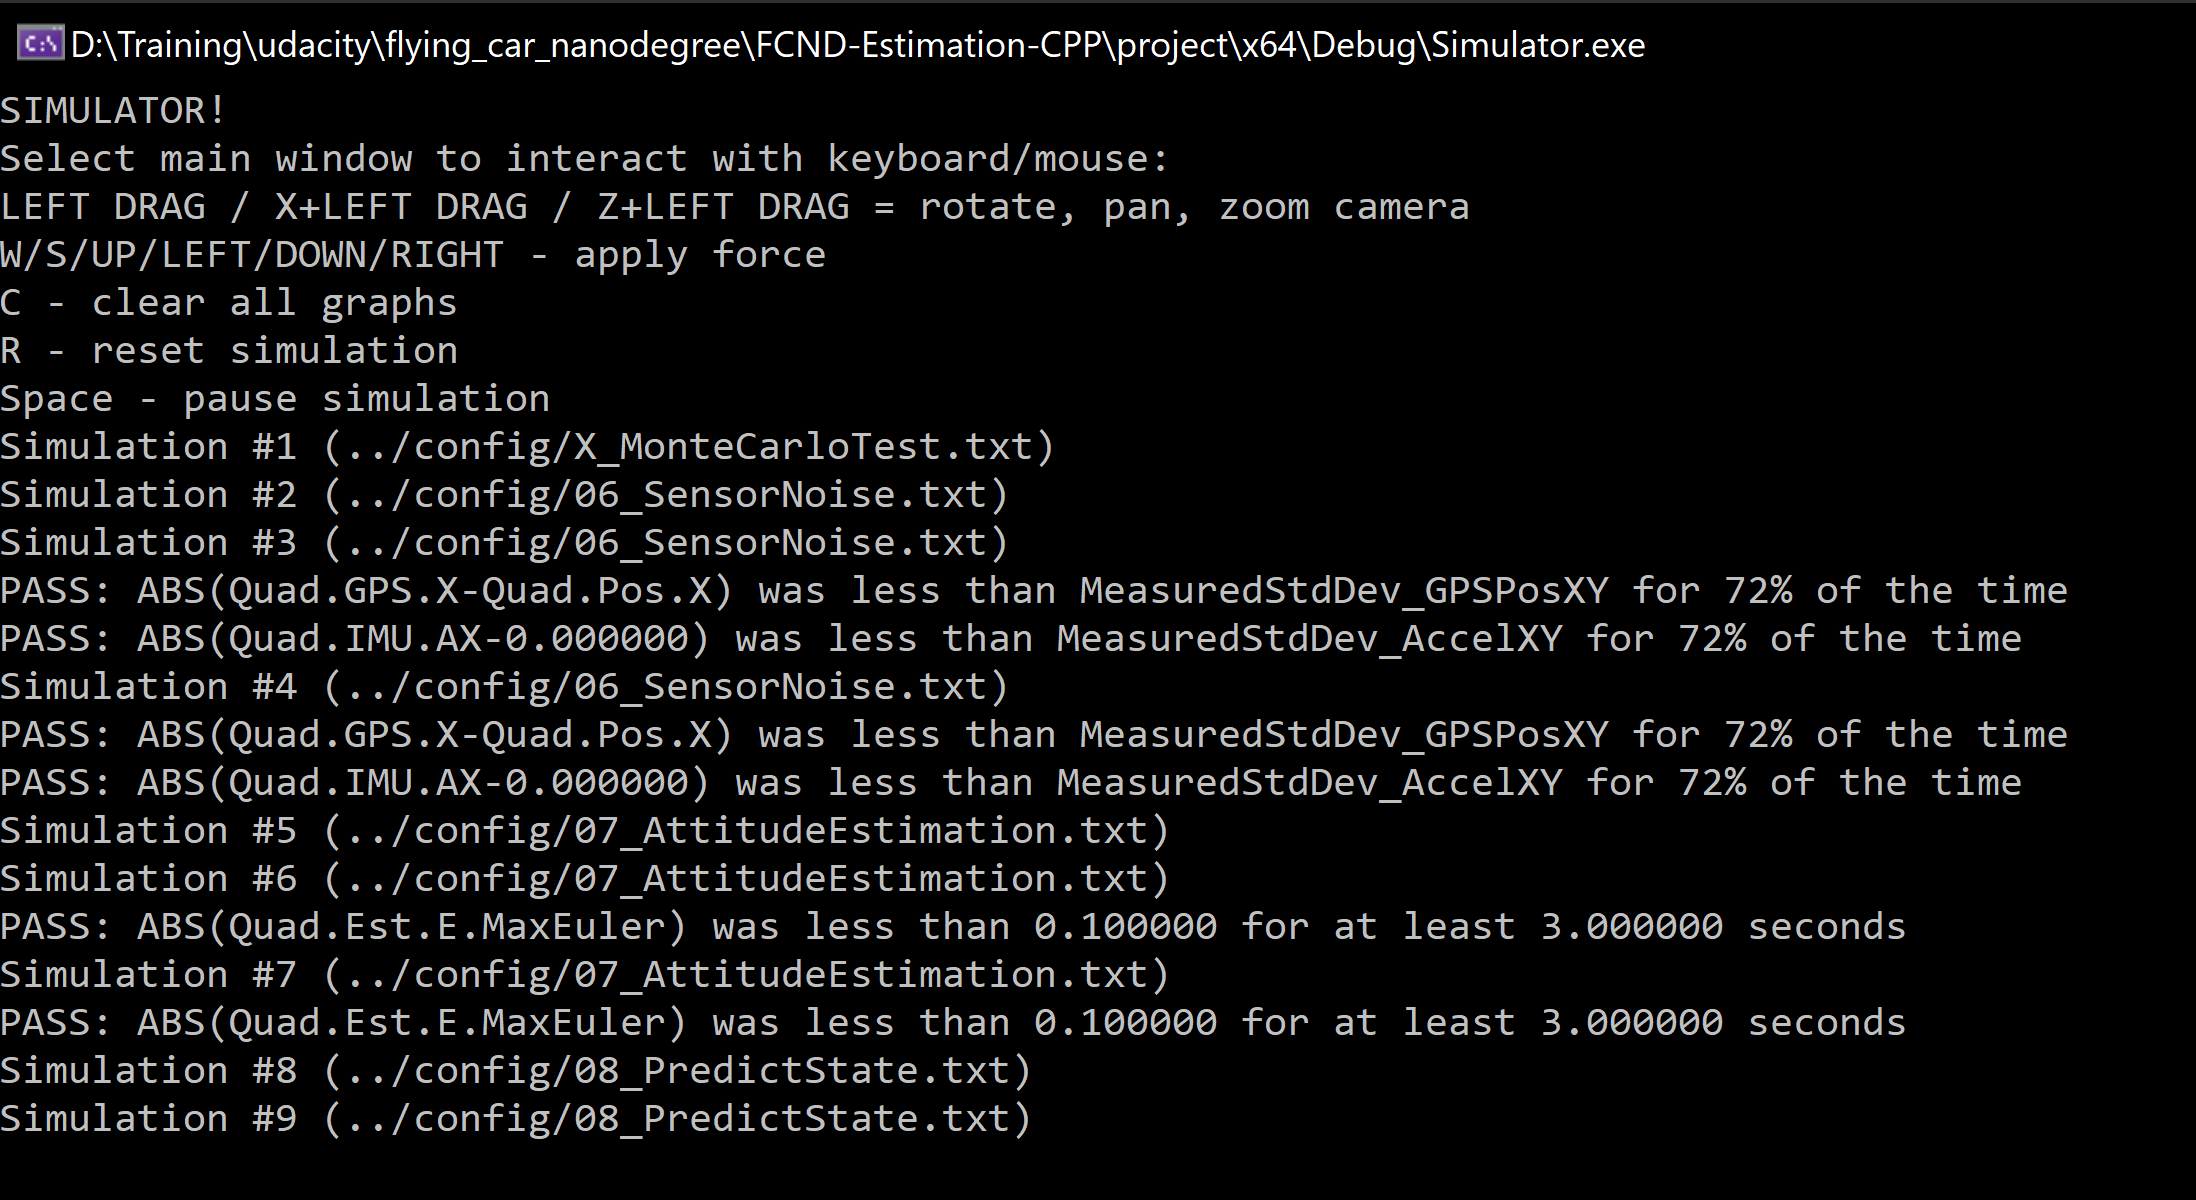 D:\Training\udacity\flying_car_nanodegree\FCND-Estimation-CPP\project\x64\Debug\Simulator.exe
SIMULATOR!
Select main window to interact with keyboard/mouse:
LEFT DRAG / X+LEFT DRAG / Z+LEFT DRAG = rotate, pan, zoom camera
W/S/UP/LEFT/DOWN/RIGHT - apply force
C - clear all graphs
R - reset simulation
Space - pause simulation
Simulation #1 (../config/X_MonteCarloTest.txt)
Simulation #2 (../config/06_SensorNoise.txt)
Simulation #3 (../config/06_SensorNoise.txt)
PASS: ABS(Quad.GPS.X-Quad.Pos.X) was less than MeasuredStdDev_GPSPosXY for 72% of the time
PASS: ABS(Quad.IMU.AX-0.000000) was less than MeasuredStdDev_AccelXY for 72% of the time
Simulation #4 (../config/06_SensorNoise.txt)
PASS: ABS(Quad.GPS.X-Quad.Pos.X) was less than MeasuredStdDev_GPSPosXY for 72% of the time
PASS: ABS(Quad.IMU.AX-0.000000) was less than MeasuredStdDev_AccelXY for 72% of the time
Simulation #5 (../config/07_AttitudeEstimation.txt)
Simulation #6 (../config/07_AttitudeEstimation.txt)
PASS: ABS(Quad.Est.E.MaxEuler) was less than 0.100000 for at least 3.000000 seconds
Simulation #7 (../config/07_AttitudeEstimation.txt)
PASS: ABS(Quad.Est.E.MaxEuler) was less than 0.100000 for at least 3.000000 seconds
Simulation #8 (../config/08_PredictState.txt)
Simulation #9 (../config/08_PredictState.txt)